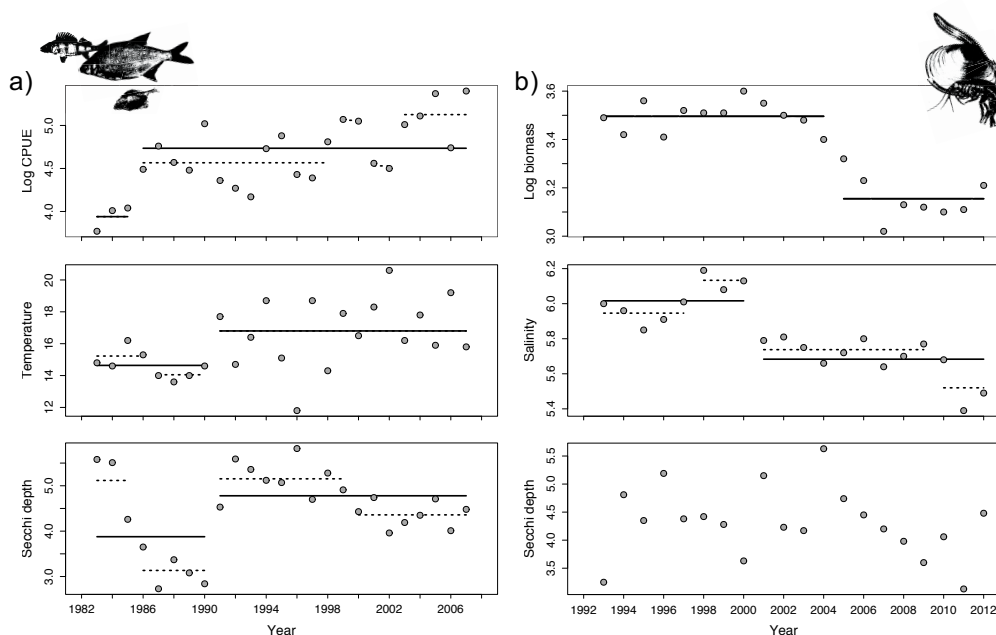 a)
Log CPUE
5.0
4.5
4.0
Temperature
20
18
16
14
12
Secchi depth
5.0
4.0
3.0
1982 1986 1990 1994 1998 2002 2006
Year
b)
Log biomass
3.6
3.4
3.2
3.0
Salinity
6.2
6.0
5.8
5.6
5.4
Secchi depth
5.5
5.0
4.5
4.0
3.5
1992 1994 1996 1998 2000 2002 2004 2006 2008 2010 2012
Year